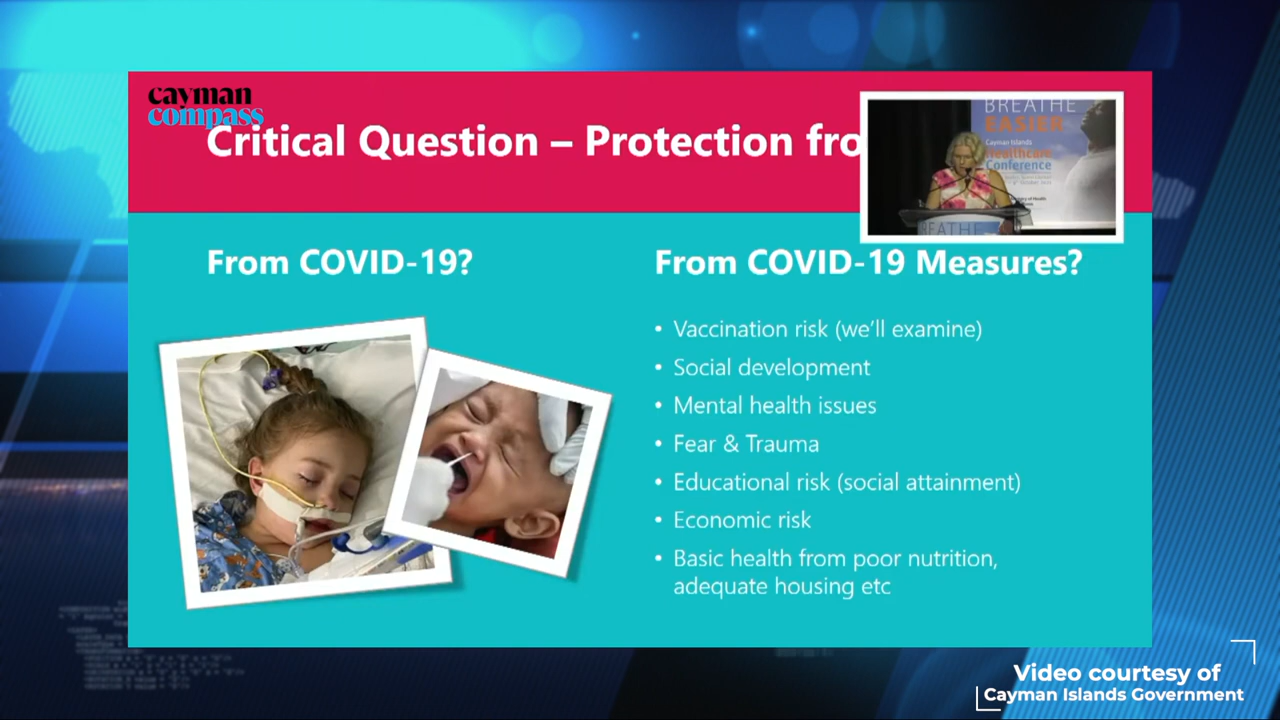 cayman
compass
Critical Question – Protection fro
BREATHE
EASIER
Cayman Islands
Healthcare
Conference
From COVID-19?
From COVID-19 Measures?
• Vaccination risk (we'll examine)
• Social development
• Mental health issues
• Fear & Trauma
• Educational risk (social attainment)
• Economic risk
• Basic health from poor nutrition,
adequate housing etc
Video courtesy of
Cayman Islands Government